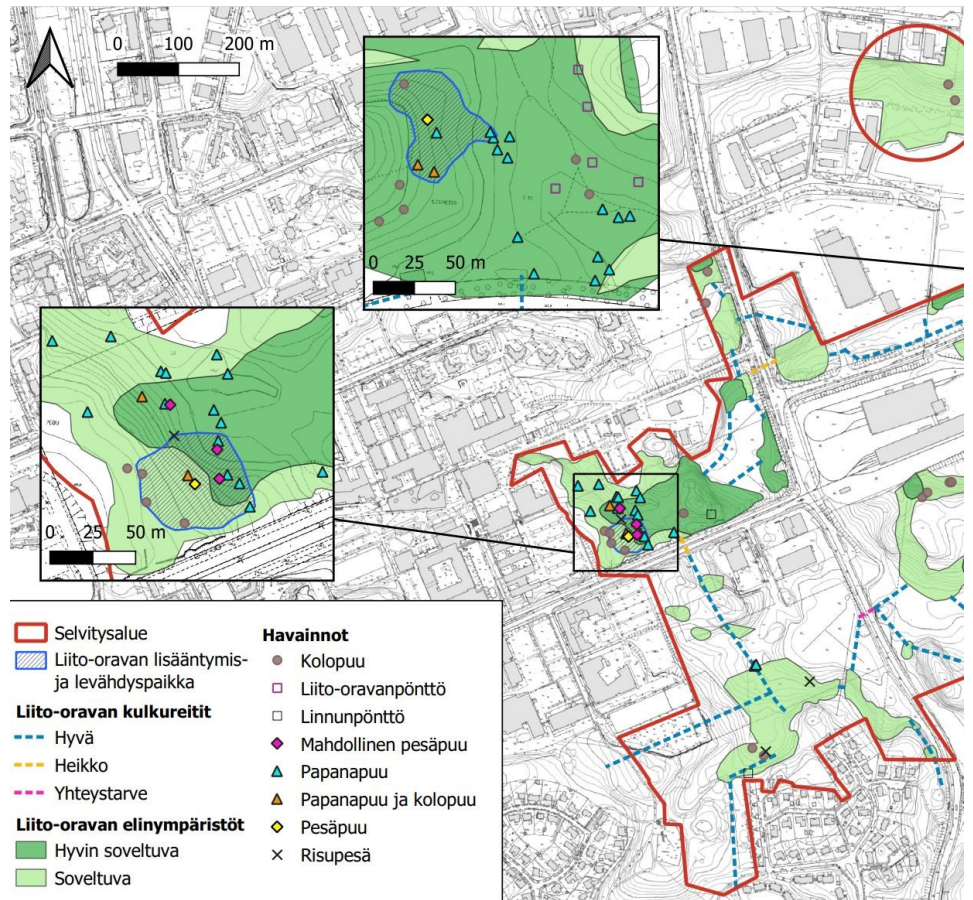 0 100 200 m
0 25 50 m
0 25 50 m
Selvitysalue
Liito-oravan lisääntymis-
ja levähdyspaikka
Liito-oravan kulkureitit
Hyvä
Heikko
Yhteystarve
Liito-oravan elinympäristöt
Hyvin soveltuva
Soveltuva
Havainnot
Kolopuu
Liito-oravanpönttö
Linnunpönttö
Mahdollinen pesäpuu
Papanapuu
Papanapuu ja kolopuu
Pesäpuu
Risupesä